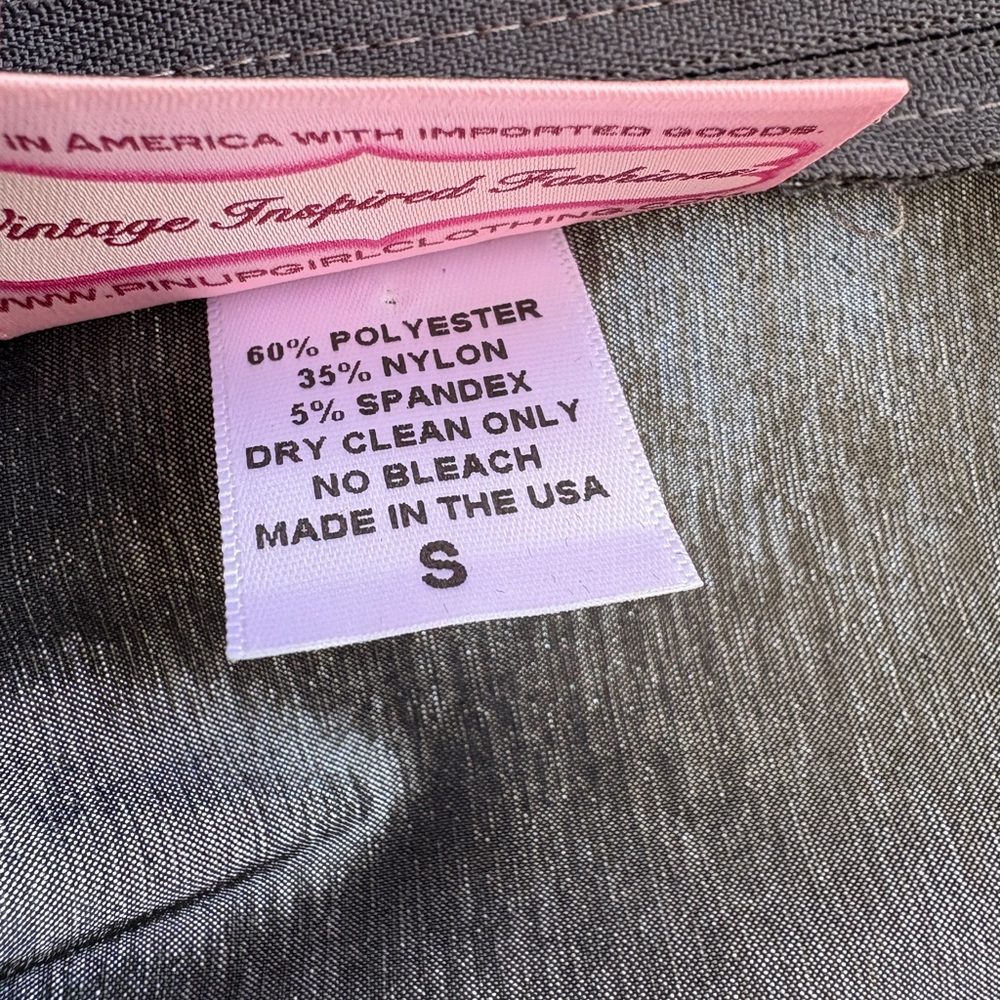 IN AMERICA WITH IMPORTED GOODS.
Vintage Inspired Fashions
WWW.PINUPGIRLCLOTHING.
60% POLYESTER
35% NYLON
5% SPANDEX
DRY CLEAN ONLY
NO BLEACH
MADE IN THE USA
S